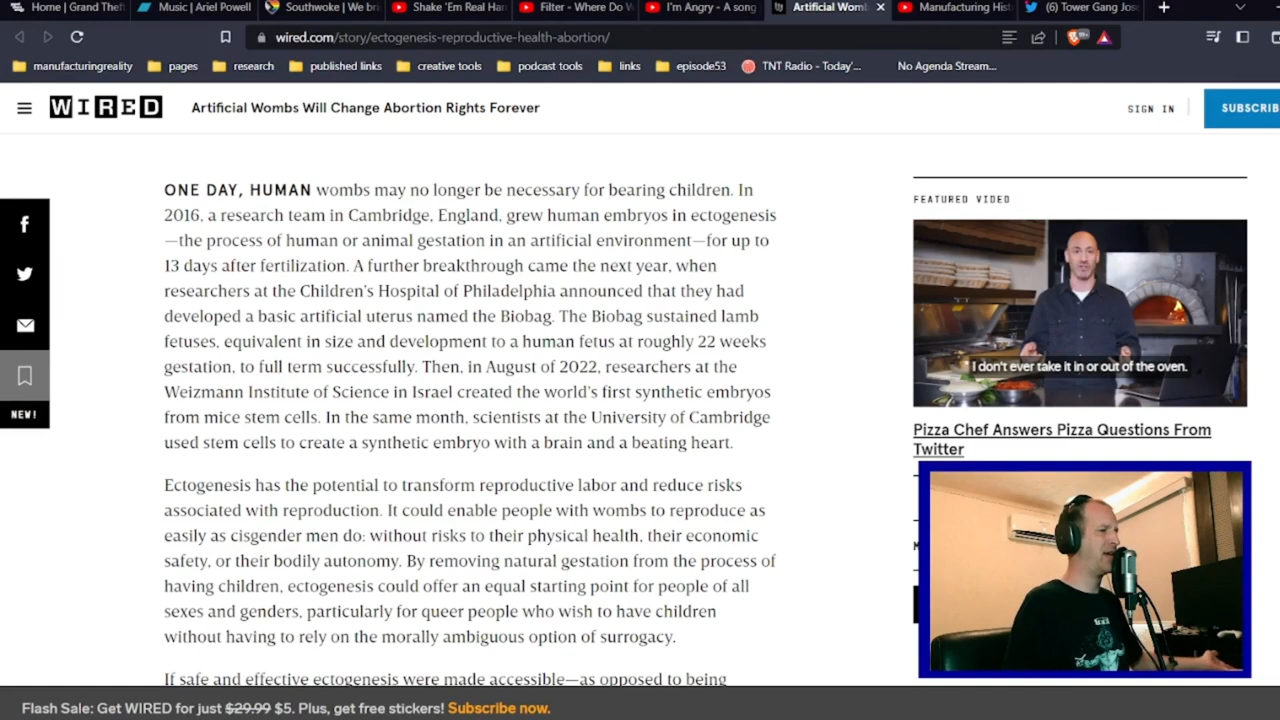 Home | Grand Theft
Music | Ariel Powell
Southwoke | We bri
Shake 'Em Real Har
Filter - Where Do W
I'm Angry - A song
Artificial Womb
Manufacturing Hist
(6) Tower Gang Jose
wired.com/story/ectogenesis-reproductive-health-abortion/
99+
manufacturingreality
pages
research
published links
creative tools
podcast tools
links
episode53
TNT Radio - Today'...
No Agenda Stream...
WIRED
Artificial Wombs Will Change Abortion Rights Forever
SIGN IN
SUBSCRIB
ONE DAY, HUMAN wombs may no longer be necessary for bearing children. In
2016, a research team in Cambridge, England, grew human embryos in ectogenesis
—the process of human or animal gestation in an artificial environment—for up to
13 days after fertilization. A further breakthrough came the next year, when
researchers at the Children's Hospital of Philadelphia announced that they had
developed a basic artificial uterus named the Biobag. The Biobag sustained lamb
fetuses, equivalent in size and development to a human fetus at roughly 22 weeks
gestation, to full term successfully. Then, in August of 2022, researchers at the
Weizmann Institute of Science in Israel created the world's first synthetic embryos
from mice stem cells. In the same month, scientists at the University of Cambridge
used stem cells to create a synthetic embryo with a brain and a beating heart.
Ectogenesis has the potential to transform reproductive labor and reduce risks
associated with reproduction. It could enable people with wombs to reproduce as
easily as cisgender men do: without risks to their physical health, their economic
safety, or their bodily autonomy. By removing natural gestation from the process of
having children, ectogenesis could offer an equal starting point for people of all
sexes and genders, particularly for queer people who wish to have children
without having to rely on the morally ambiguous option of surrogacy.
If safe and effective ectogenesis were made accessible—as opposed to being
NEW!
FEATURED VIDEO
I don't ever take it in or out of the oven.
Pizza Chef Answers Pizza Questions From
Twitter
Flash Sale: Get WIRED for just $29.99 $5. Plus, get free stickers! Subscribe now.